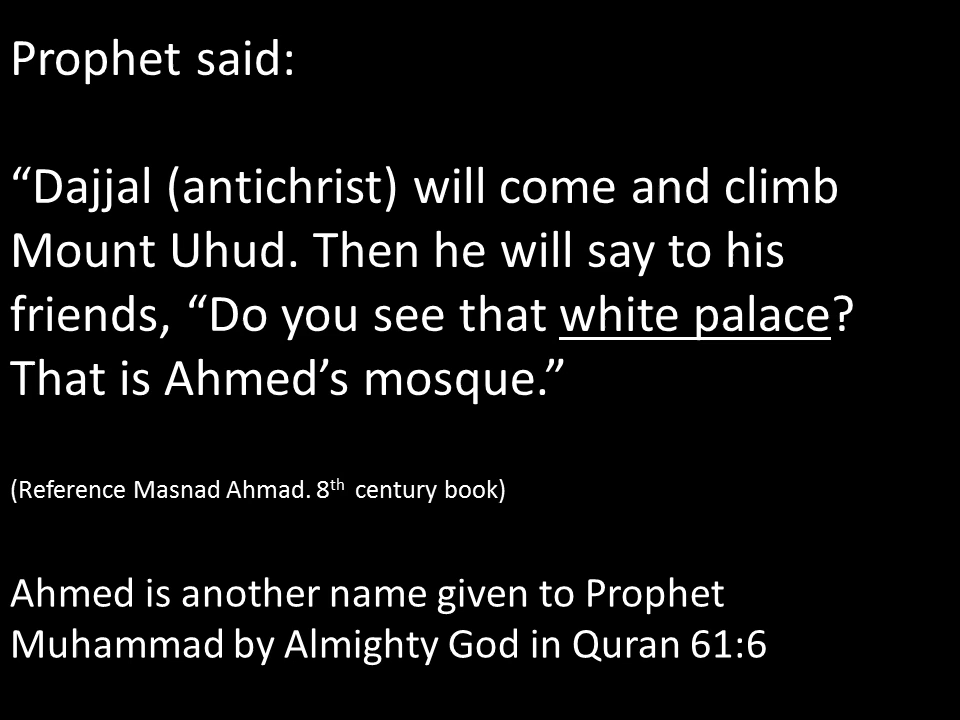 Prophet said:
“Dajjal (antichrist) will come and climb
Mount Uhud. Then he will say to his
friends, “Do you see that white palace?
That is Ahmed’s mosque.”
(Reference Masnad Ahmad. 8th century book)
Ahmed is another name given to Prophet
Muhammad by Almighty God in Quran 61:6